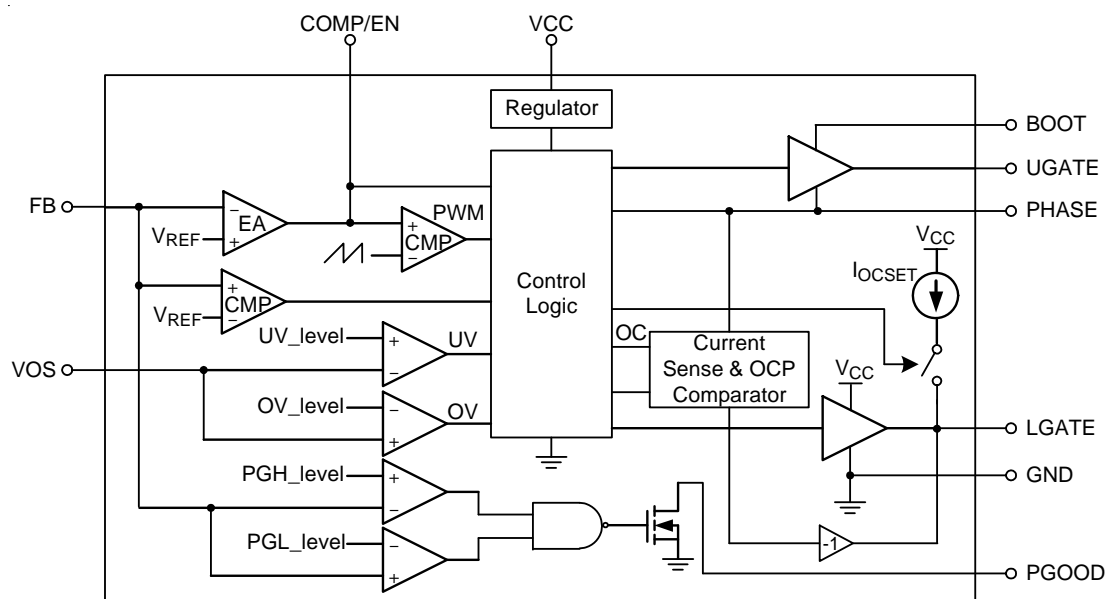 COMP/EN
VCC
Regulator
BOOT
UGATE
PHASE
FB
−
EA
VREF
+
PWM
+
CMP
−
Control
Logic
VCC
IOCSET
+
CMP
VREF
−
UV_level
+
UV
−
VOS
OC
Current
Sense & OCP
Comparator
VCC
OV_level
−
OV
+
LGATE
GND
PGH_level
+
−
PGL_level
−
+
-1
PGOOD